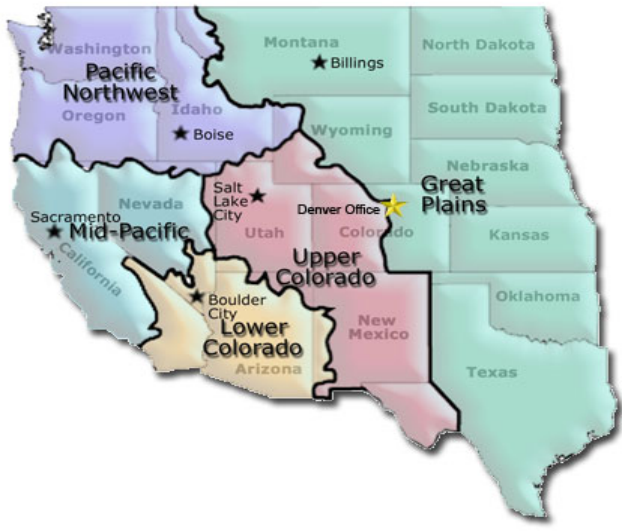 Washington
Montana
North Dakota
Billings
Pacific
Northwest
Oregon
Idaho
South Dakota
Boise
Wyoming
Nebraska
Salt
Lake
City
Great
Plains
Denver Office
Nevada
Sacramento
Mid-Pacific
Utah
Colorado
Kansas
California
Upper
Colorado
Boulder
City
Oklahoma
Lower
Colorado
New
Mexico
Arizona
Texas